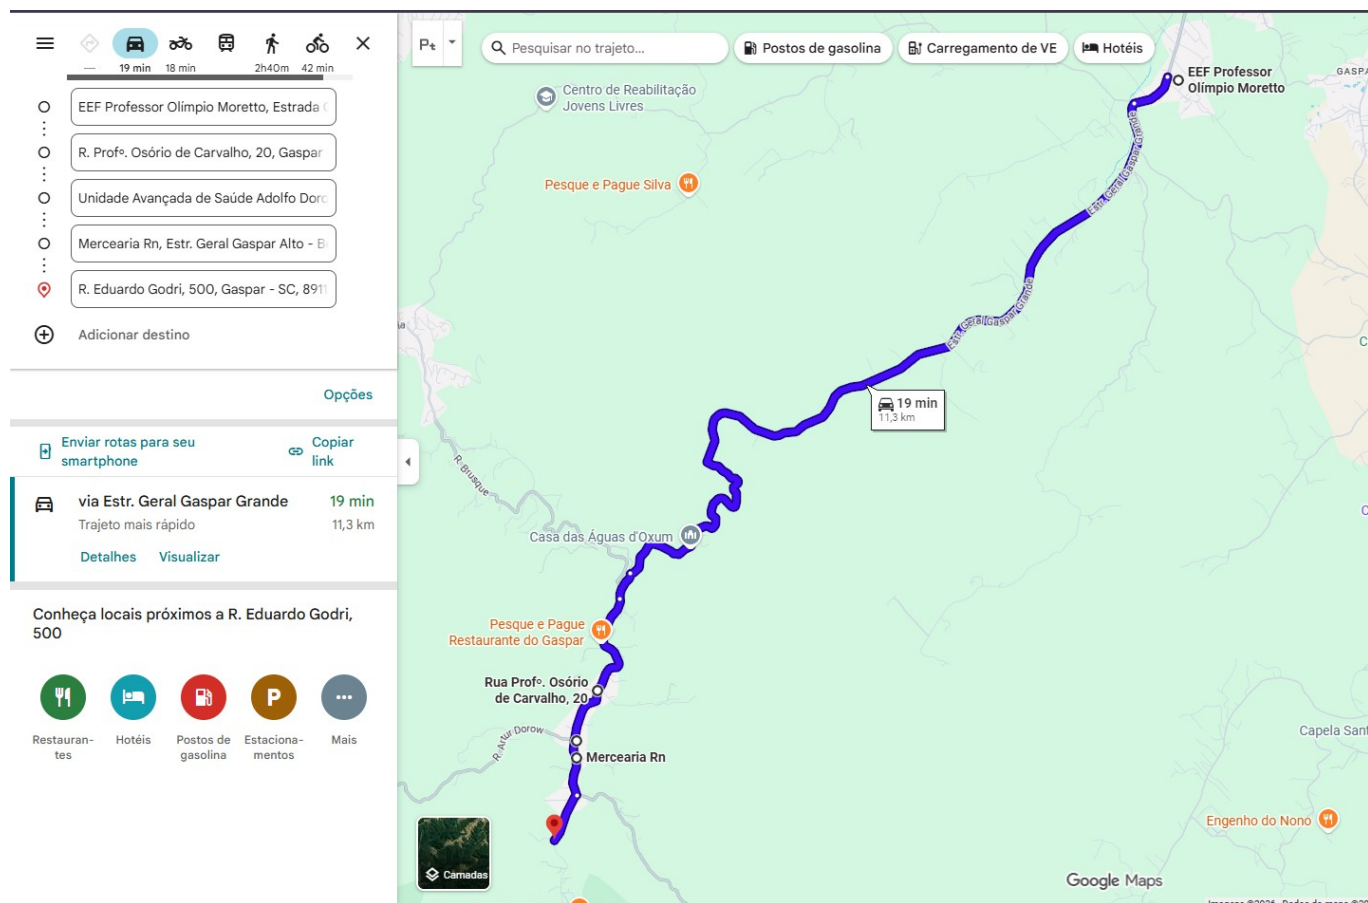 19 min
18 min
2h40m
42 min
EEF Professor Olímpio Moretto, Estrada
R. Profº. Osório de Carvalho, 20, Gaspar
Unidade Avançada de Saúde Adolfo Doro
Mercearia Rn, Estr. Geral Gaspar Alto - B
R. Eduardo Godri, 500, Gaspar - SC, 891
Adicionar destino
Opções
Enviar rotas para seu
smartphone
Copiar
link
via Estr. Geral Gaspar Grande
19 min
Trajeto mais rápido
11,3 km
Detalhes
Visualizar
Conheça locais próximos a R. Eduardo Godri,
500
P
Restauran-
tes
Hotéis
Postos de
gasolina
Estaciona-
mentos
Mais
Pt
Pesquisar no trajeto...
Postos de gasolina
Carregamento de VE
Hotéis
EEF Professor
Olímpio Moretto
GASPA
Centro de Reabilitação
Jovens Livres
Pesque e Pague Silva
Estr. Geral Gaspar Grande
Estr. Geral Gaspar Grande
19 min
11,3 km
R. Brusque
Casa das Águas d'Oxum
Pesque e Pague
Restaurante do Gaspar
Rua Profº. Osório
de Carvalho, 20
R. Artur Dorow
Mercearia Rn
Capela Sant
Engenho do Nono
Camadas
Google Maps